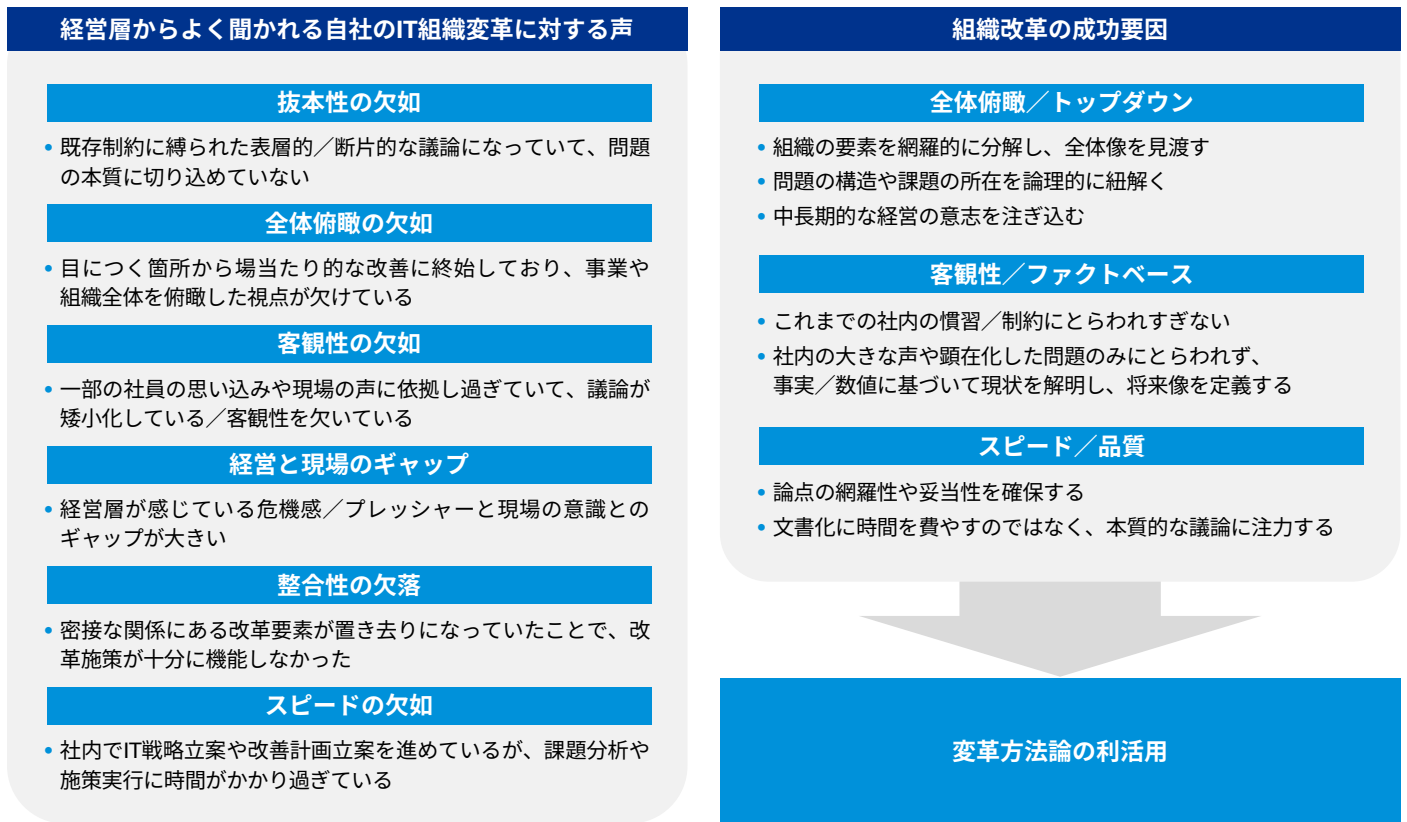 経営層からよく聞かれる自社のIT組織変革に対する声
抜本性の欠如
• 既存制約に縛られた表層的／断片的な議論になっていて、問題
の本質に切り込めていない
全体俯瞰の欠如
• 目につく箇所から場当たり的な改善に終始しており、事業や
組織全体を俯瞰した視点が欠けている
客観性の欠如
• 一部の社員の思い込みや現場の声に依拠し過ぎていて、議論が
矮小化している／客観性を欠いている
経営と現場のギャップ
• 経営層が感じている危機感／プレッシャーと現場の意識との
ギャップが大きい
整合性の欠落
• 密接な関係にある改革要素が置き去りになっていたことで、改
革施策が十分に機能しなかった
スピードの欠如
• 社内でIT戦略立案や改善計画立案を進めているが、課題分析や
施策実行に時間がかかり過ぎている
組織改革の成功要因
全体俯瞰／トップダウン
• 組織の要素を網羅的に分解し、全体像を見渡す
• 問題の構造や課題の所在を論理的に紐解く
• 中長期的な経営の意志を注ぎ込む
客観性／ファクトベース
• これまでの社内の慣習／制約にとらわれすぎない
• 社内の大きな声や顕在化した問題のみにとらわれず、
事実／数値に基づいて現状を解明し、将来像を定義する
スピード／品質
• 論点の網羅性や妥当性を確保する
• 文書化に時間を費やすのではなく、本質的な議論に注力する
変革方法論の利活用